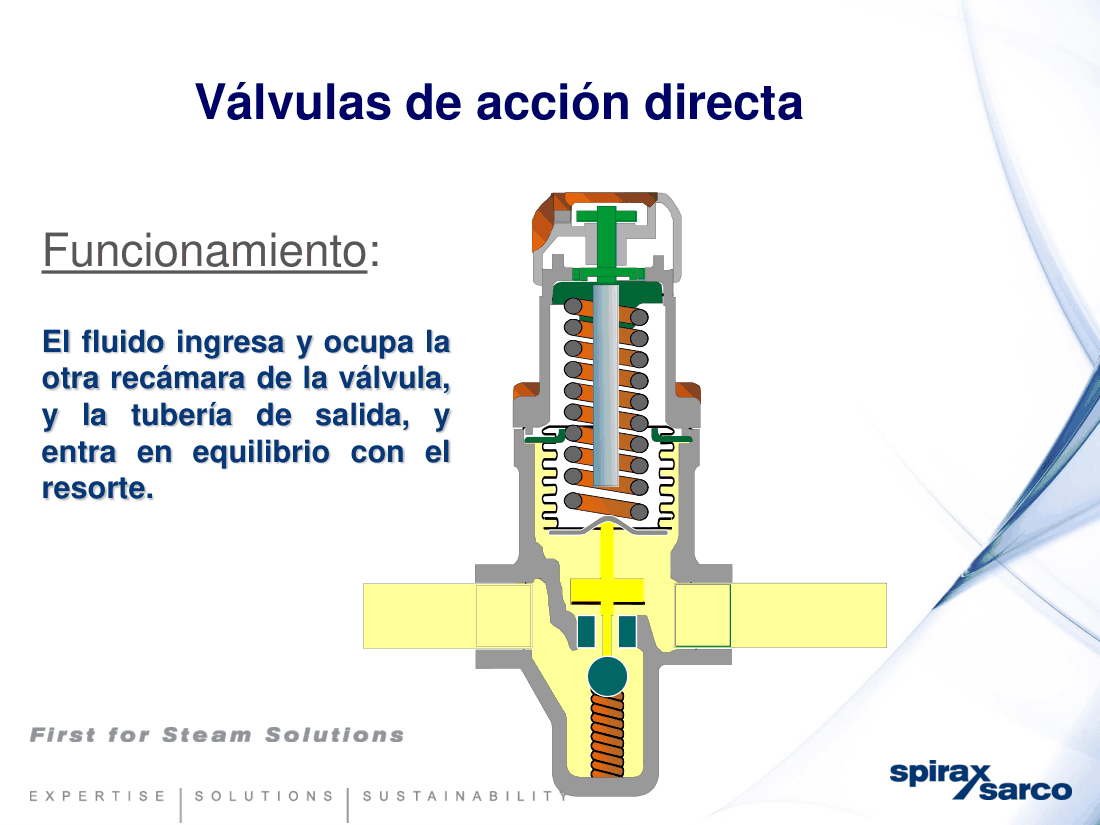 Válvulas de acción directa
Funcionamiento:
El fluido ingresa y ocupa la
otra recámara de la válvula,
y la tubería de salida, y
entra en equilibrio con el
resorte.
First for Steam Solutions
EXPERTISE SOLUTIONS SUSTAINABILITY
spirax
sarco